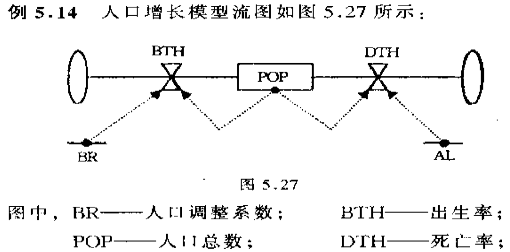 例 5.14 人口增长模型流图如图 5.27 所示：
BTH DTH
POP
BR AL
图 5.27
图中，BR——人口调整系数； BTH——出生率；
POP——人口总数； DTH——死亡率；